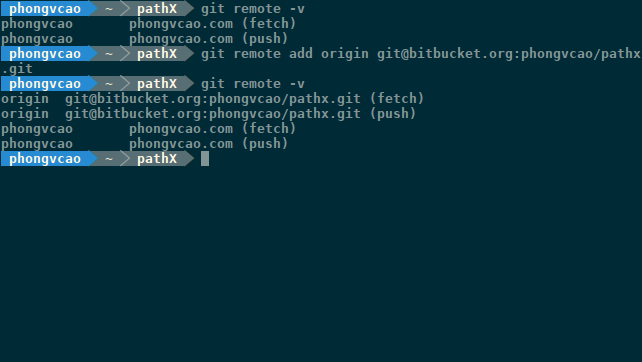 phongvcao ~ pathX git remote -v
phongvcao phongvcao.com (fetch)
phongvcao phongvcao.com (push)
phongvcao ~ pathX git remote add origin git@bitbucket.org:phongvcao/pathx
.git
phongvcao ~ pathX git remote -v
origin git@bitbucket.org:phongvcao/pathx.git (fetch)
origin git@bitbucket.org:phongvcao/pathx.git (push)
phongvcao phongvcao.com (fetch)
phongvcao phongvcao.com (push)
phongvcao ~ pathX